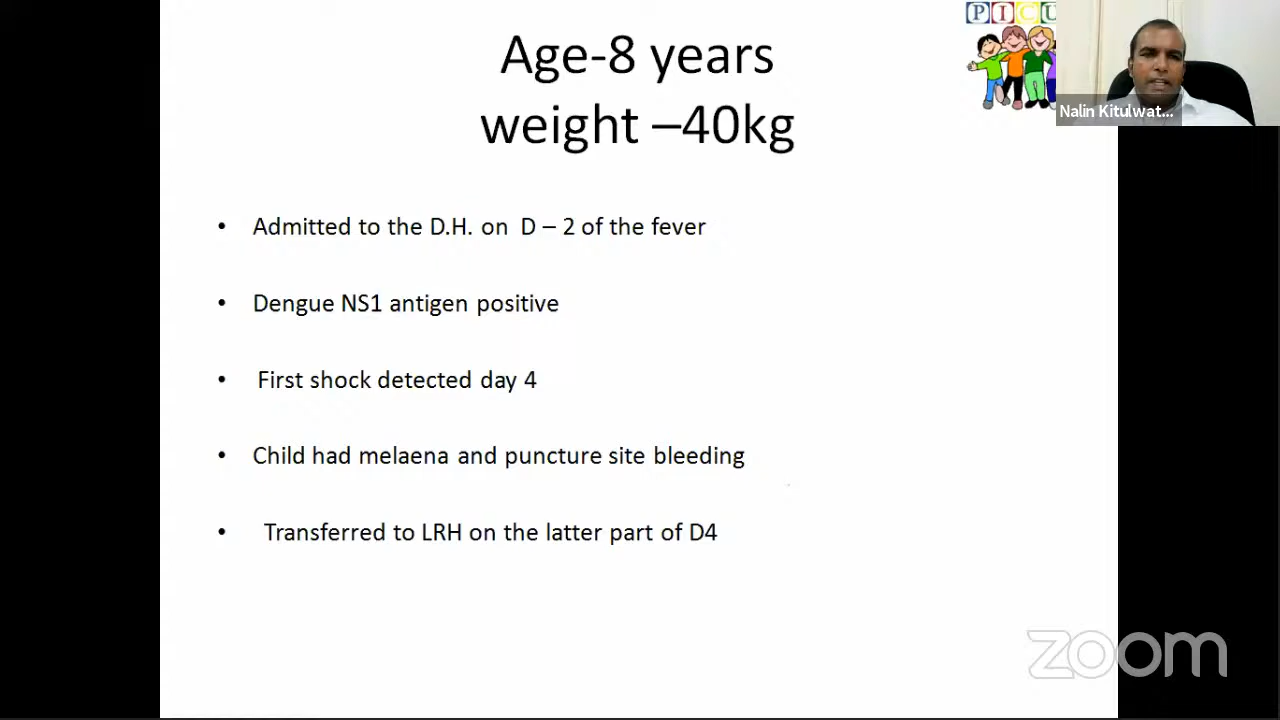 PICU
Age-8 years
weight –40kg
Nalin Kitulwat...
• Admitted to the D.H. on D – 2 of the fever
• Dengue NS1 antigen positive
• First shock detected day 4
• Child had melaena and puncture site bleeding
• Transferred to LRH on the latter part of D4
zoom